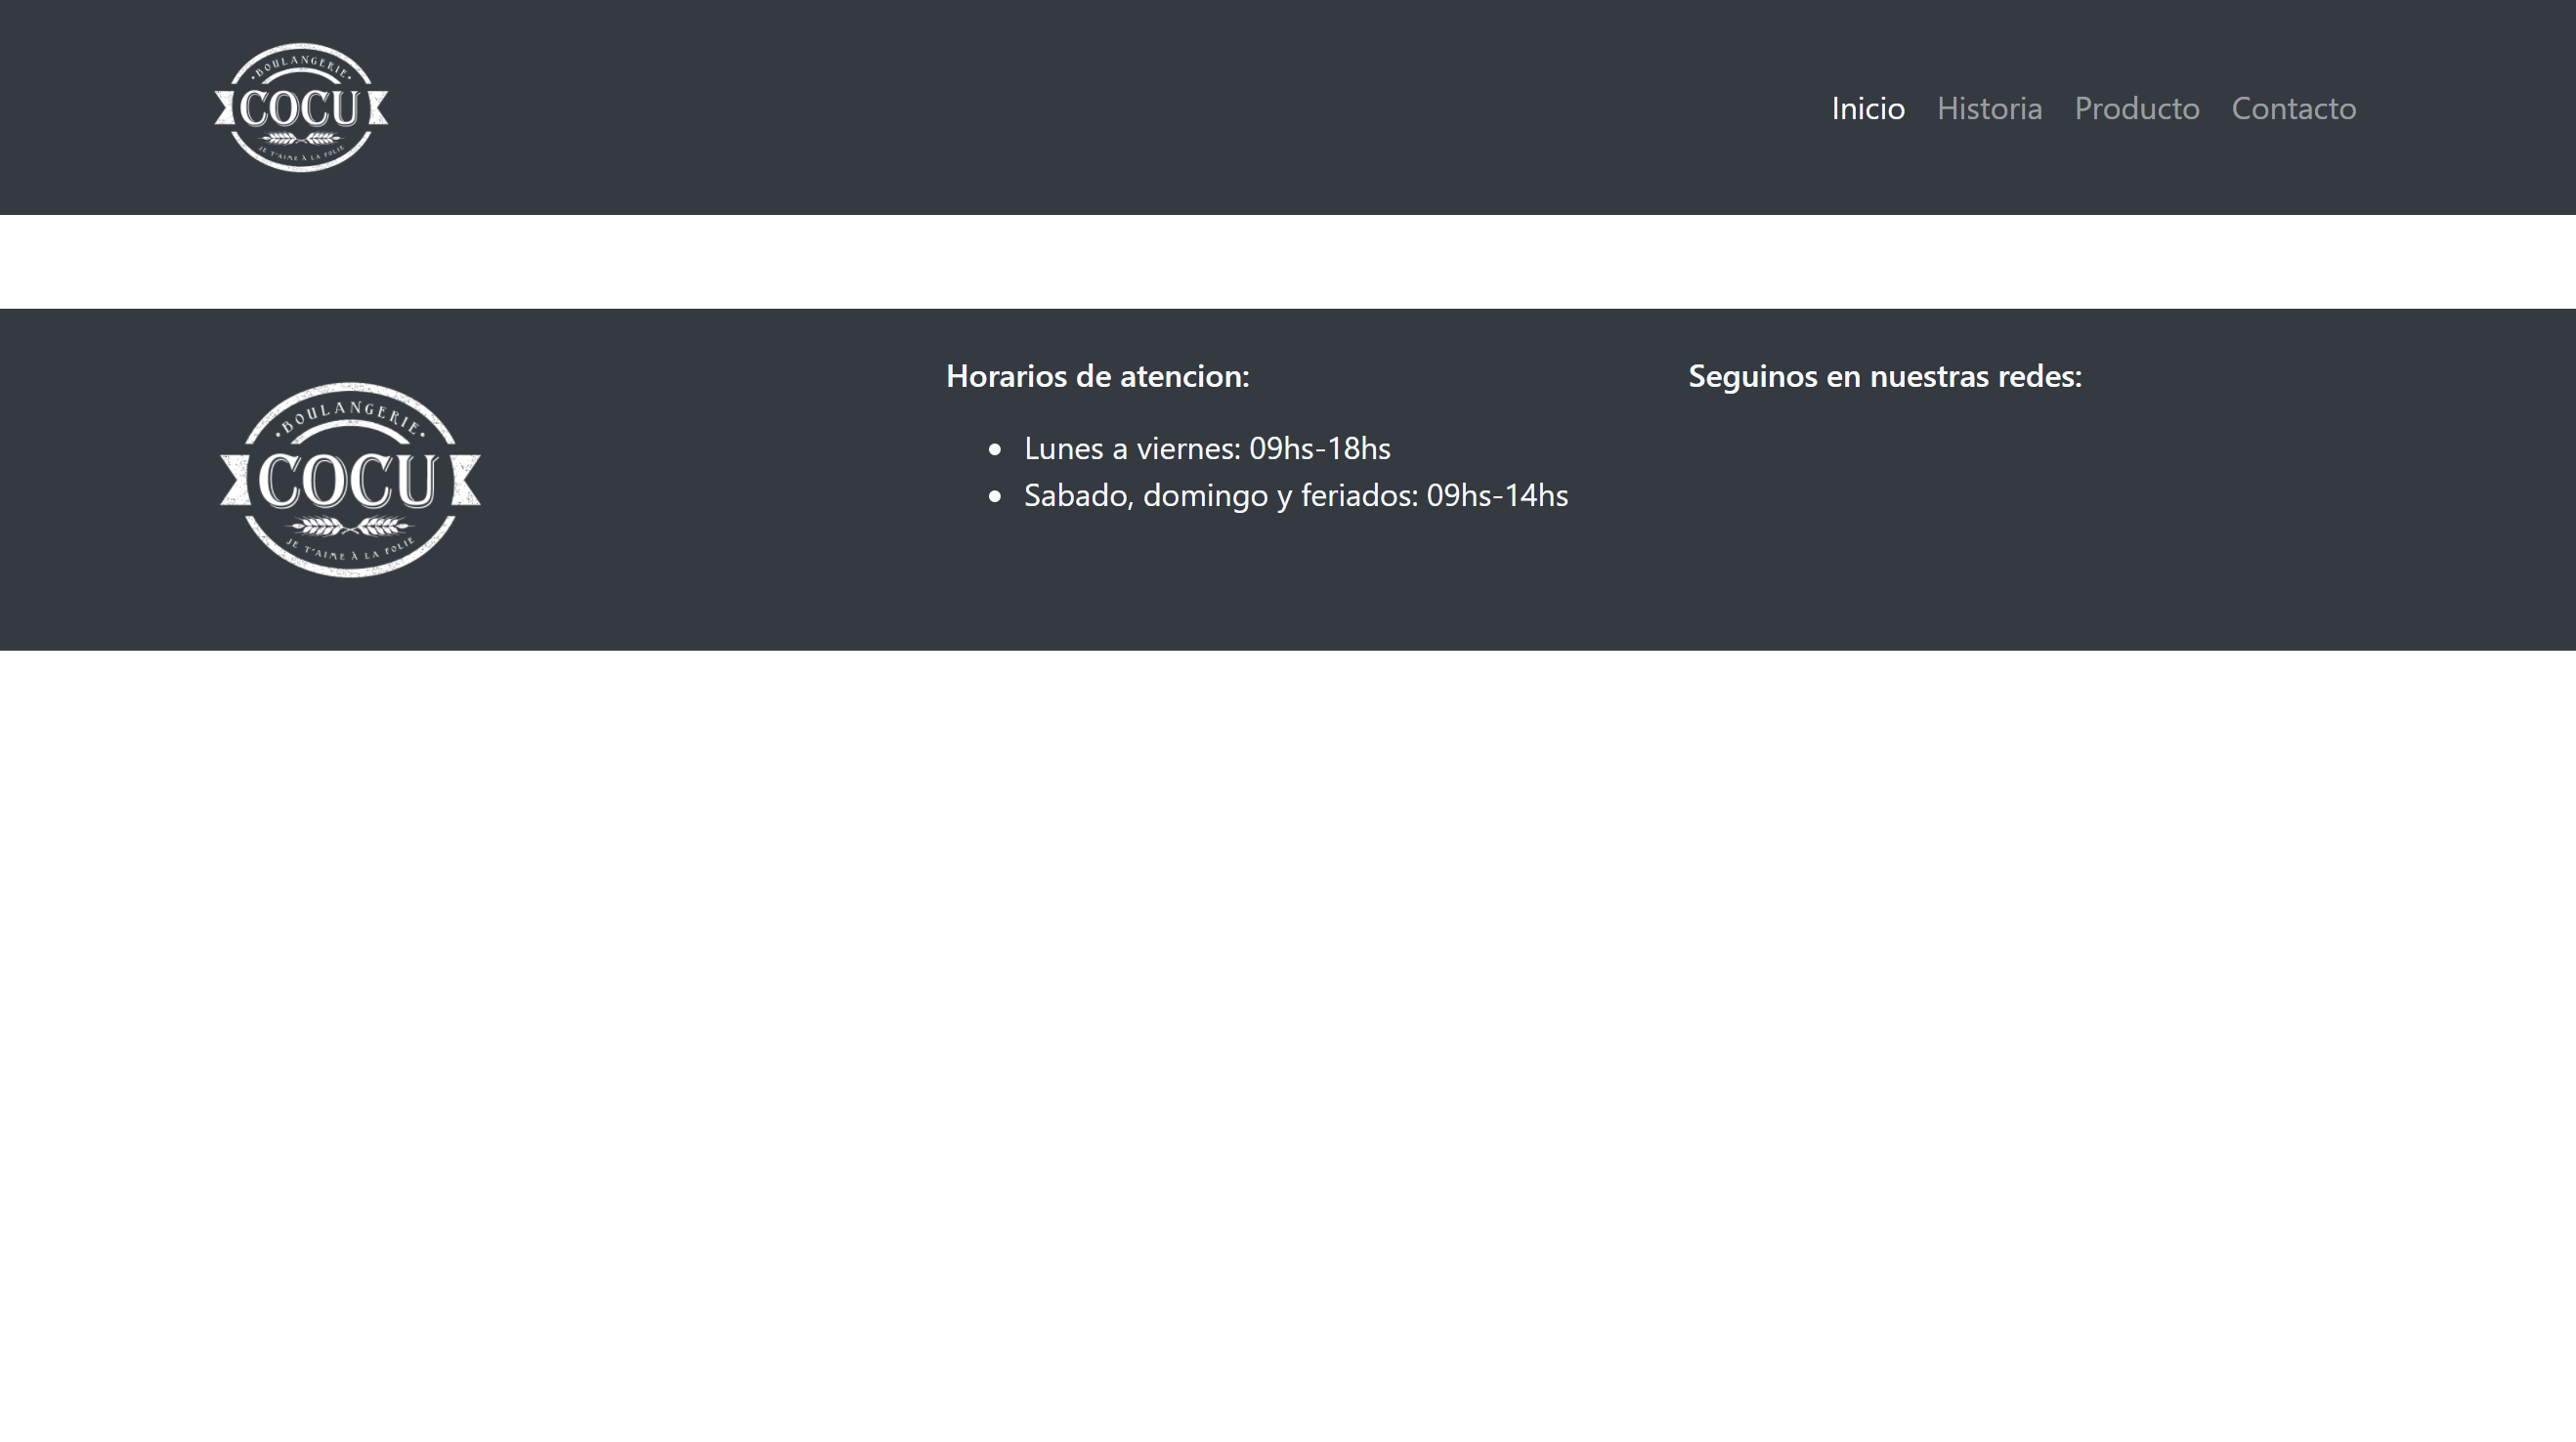 BOULANGERIE
COCU
JE T'AIME À LA FOLIE
Inicio Historia Producto Contacto
BOULANGERIE
COCU
JE T'AIME À LA FOLIE
Horarios de atencion:
Lunes a viernes: 09hs-18hs
Sabado, domingo y feriados: 09hs-14hs
Seguinos en nuestras redes: